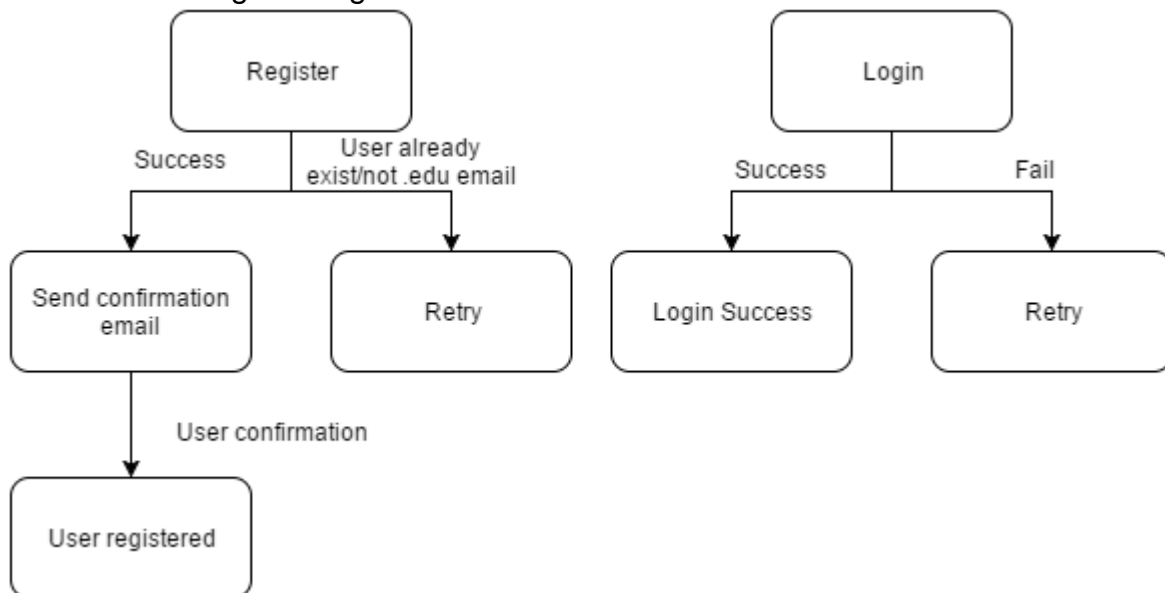 Register
Login
Success
User already
exist/not .edu email
Success
Fail
Send confirmation
email
Retry
Login Success
Retry
User confirmation
User registered